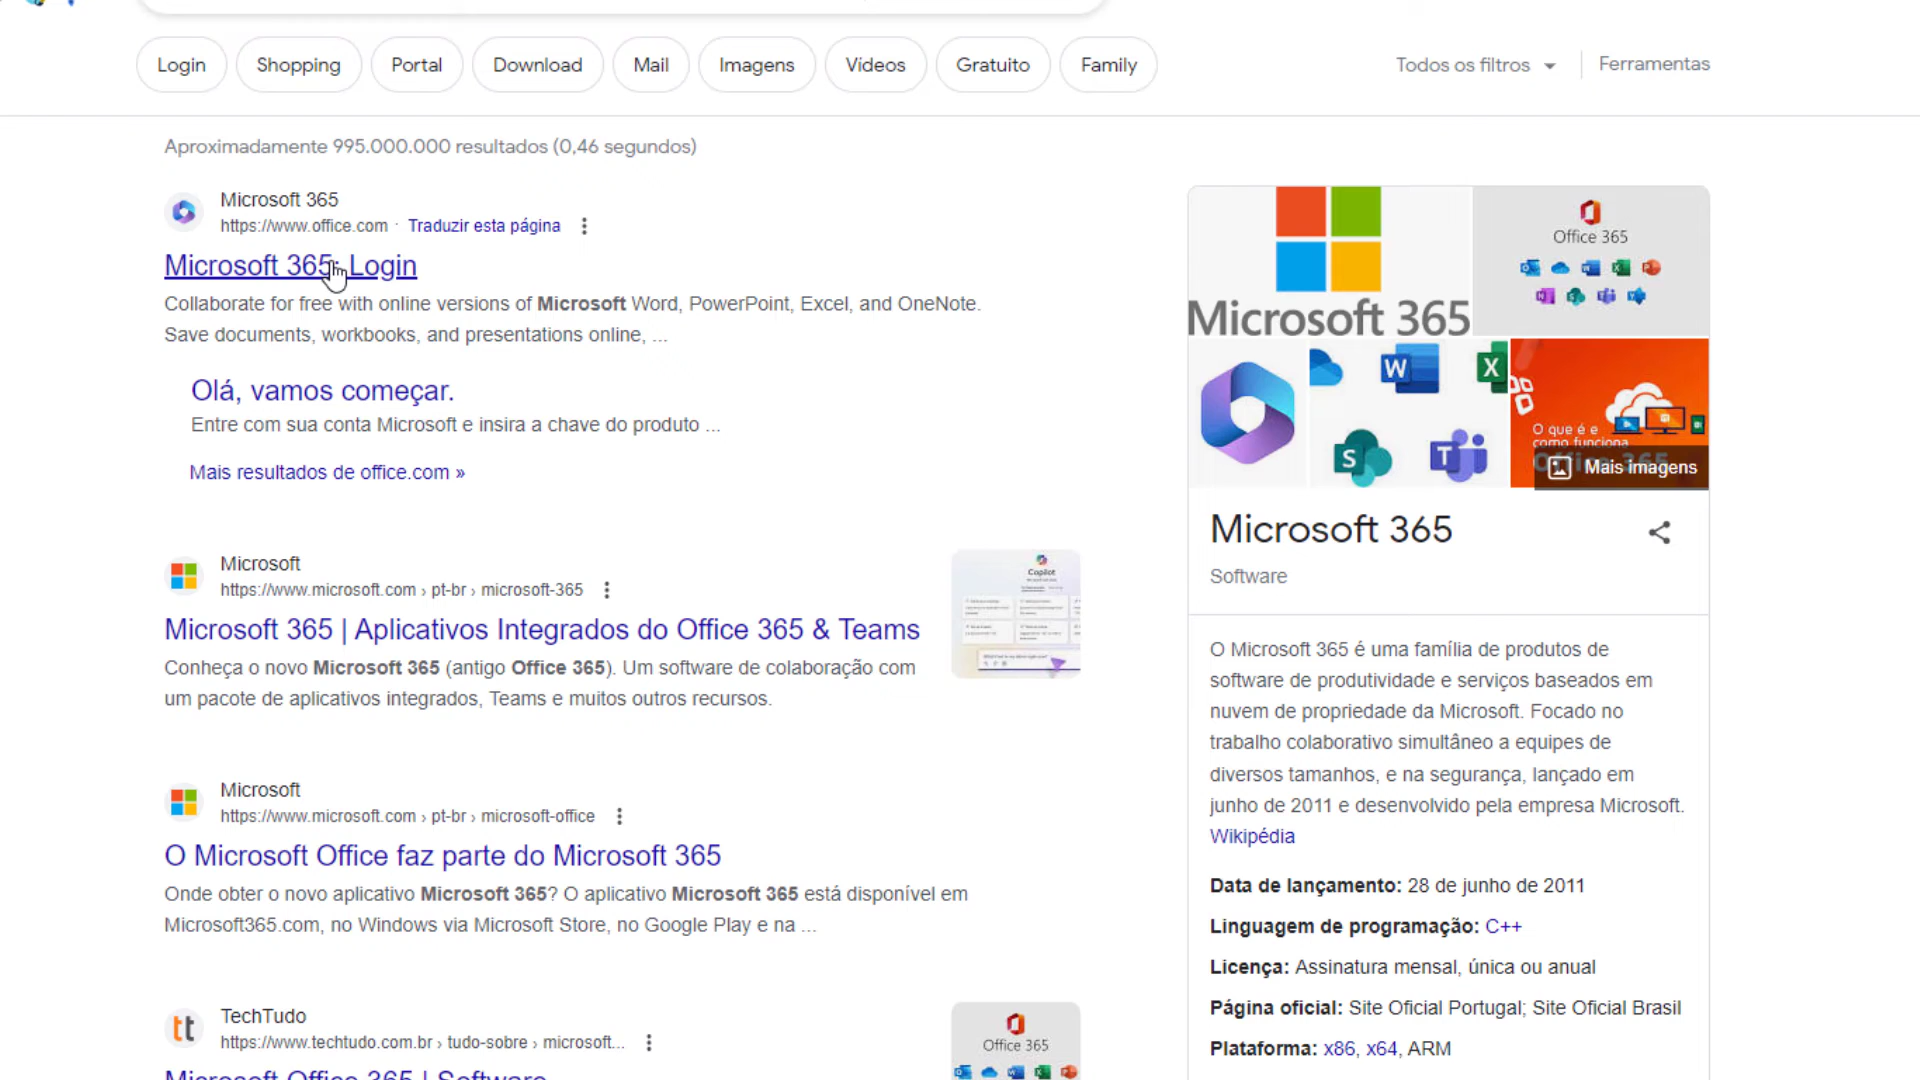 Login
Shopping
Portal
Download
Mail
Imagens
Vídeos
Gratuito
Family
Todos os filtros
Ferramentas
Aproximadamente 995.000.000 resultados (0,46 segundos)
Microsoft 365
https://www.office.com · Traduzir esta página
Microsoft 365: Login
Collaborate for free with online versions of Microsoft Word, PowerPoint, Excel, and OneNote.
Save documents, workbooks, and presentations online, ...
Olá, vamos começar.
Entre com sua conta Microsoft e insira a chave do produto ...
Mais resultados de office.com »
Microsoft
https://www.microsoft.com › pt-br › microsoft-365
Microsoft 365 | Aplicativos Integrados do Office 365 & Teams
Conheça o novo Microsoft 365 (antigo Office 365). Um software de colaboração com
um pacote de aplicativos integrados, Teams e muitos outros recursos.
Copilot
Microsoft
https://www.microsoft.com › pt-br › microsoft-office
O Microsoft Office faz parte do Microsoft 365
Onde obter o novo aplicativo Microsoft 365? O aplicativo Microsoft 365 está disponível em
Microsoft365.com, no Windows via Microsoft Store, no Google Play e na ...
TechTudo
https://www.techtudo.com.br › tudo-sobre › microsoft...
Microsoft Office 365 | Software
Office 365
Microsoft 365
Office 365
W
X
S
T
O que é e
como funciona
Mais imagens
Microsoft 365
Software
O Microsoft 365 é uma família de produtos de
software de produtividade e serviços baseados em
nuvem de propriedade da Microsoft. Focado no
trabalho colaborativo simultâneo a equipes de
diversos tamanhos, e na segurança, lançado em
junho de 2011 e desenvolvido pela empresa Microsoft.
Wikipédia
Data de lançamento: 28 de junho de 2011
Linguagem de programação: C++
Licença: Assinatura mensal, única ou anual
Página oficial: Site Oficial Portugal; Site Oficial Brasil
Plataforma: x86, x64, ARM